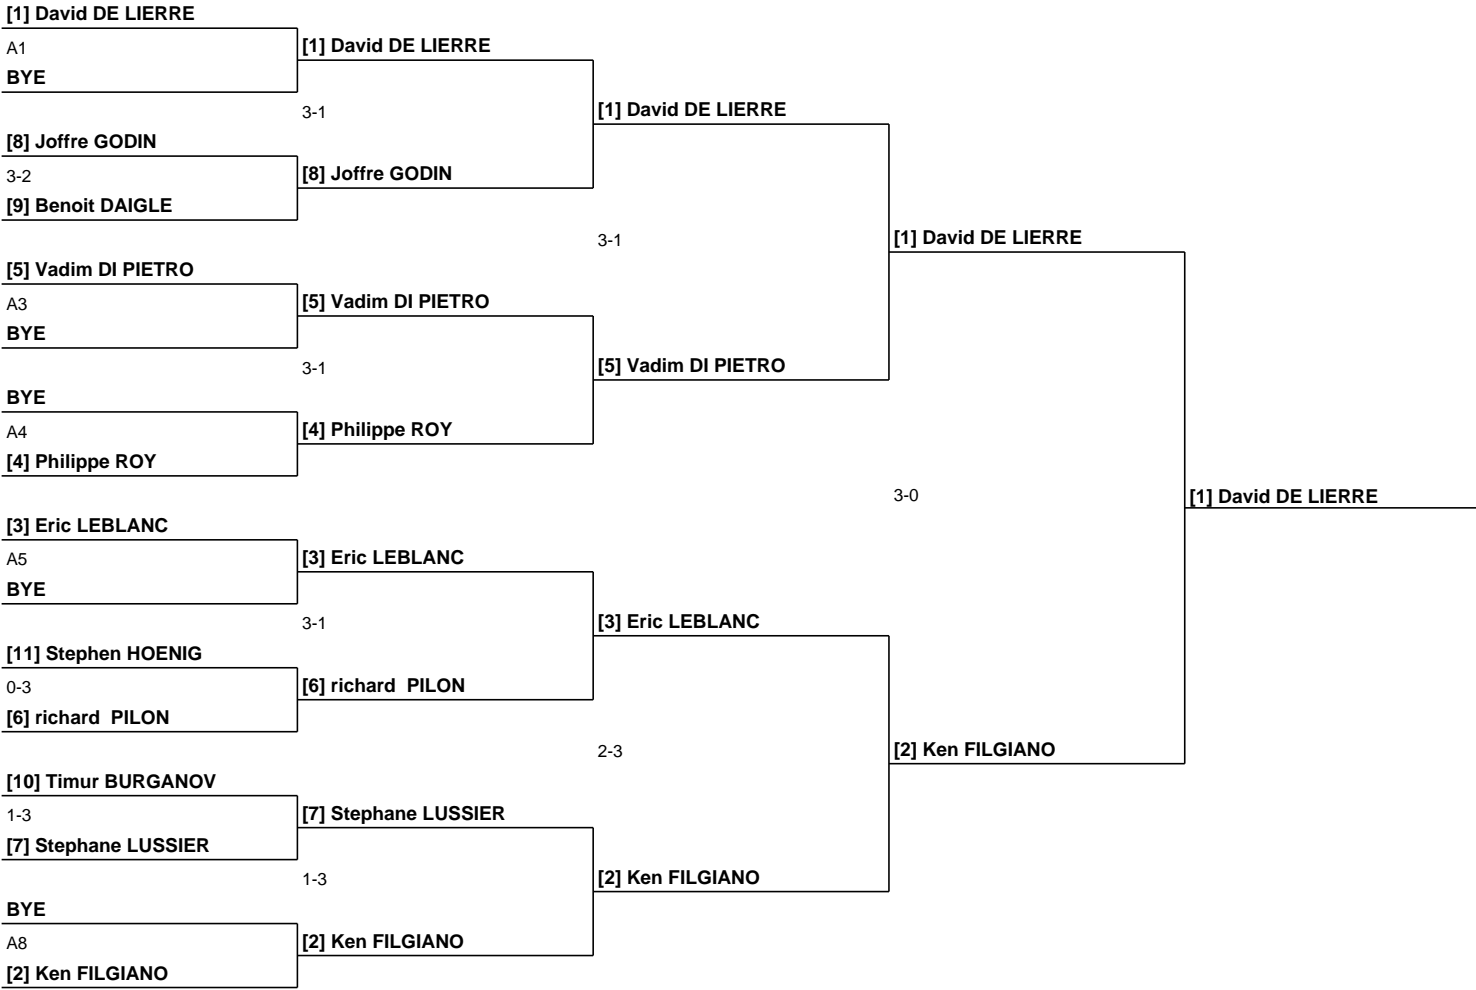 [1] David DE LIERRE
A1
[1] David DE LIERRE
BYE
3-1
[1] David DE LIERRE
[8] Joffre GODIN
3-2
[8] Joffre GODIN
[9] Benoit DAIGLE
3-1
[1] David DE LIERRE
[5] Vadim DI PIETRO
A3
[5] Vadim DI PIETRO
BYE
3-1
[5] Vadim DI PIETRO
BYE
A4
[4] Philippe ROY
[4] Philippe ROY
3-0
[1] David DE LIERRE
[3] Eric LEBLANC
A5
[3] Eric LEBLANC
BYE
3-1
[3] Eric LEBLANC
[11] Stephen HOENIG
0-3
[6] richard  PILON
[6] richard  PILON
2-3
[2] Ken FILGIANO
[10] Timur BURGANOV
1-3
[7] Stephane LUSSIER
[7] Stephane LUSSIER
1-3
[2] Ken FILGIANO
BYE
A8
[2] Ken FILGIANO
[2] Ken FILGIANO